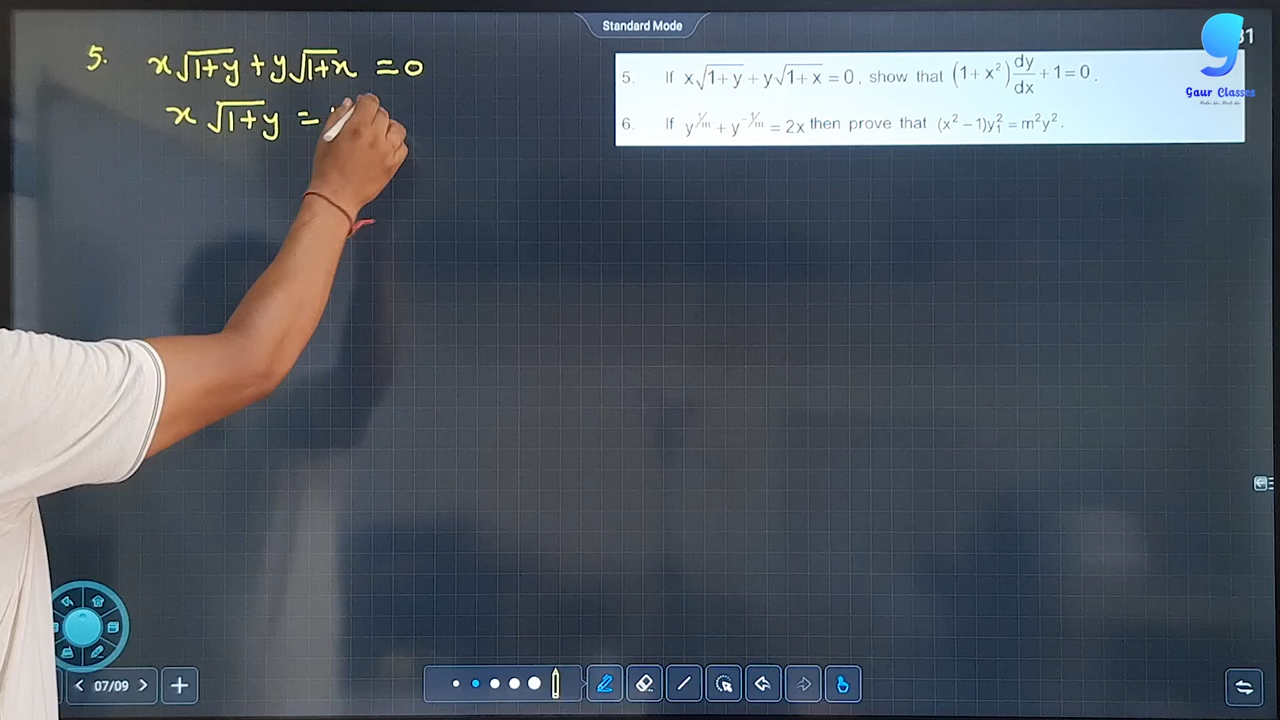 Standard Mode
5. x√1+y + y√1+x = 0
x √1+y =
5. If x√1+y + y√1+x = 0, show that (1+x²) dy/dx + 1 = 0.
6. If y^1/m + y^-1/m = 2x then prove that (x² − 1)y₁² = m²y².
31
Gaur Classes
07/09